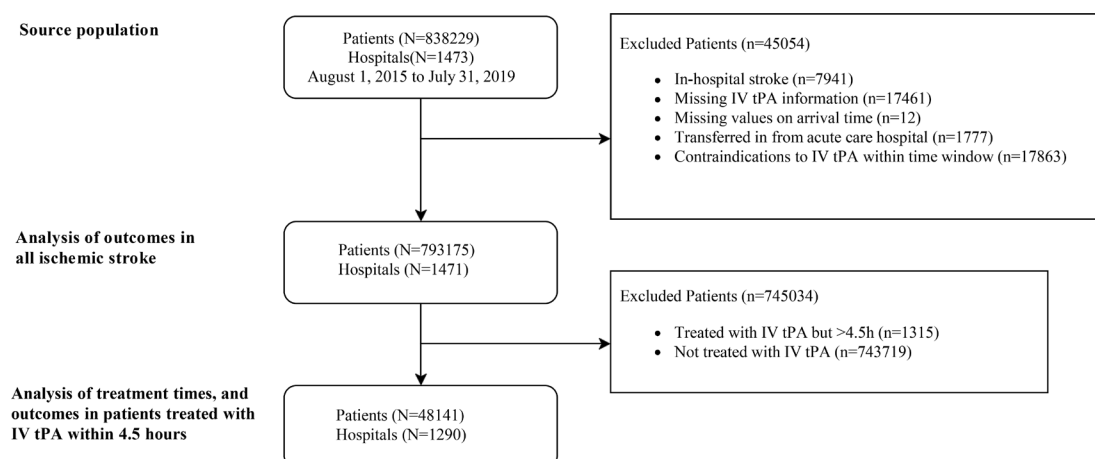 Source population
Patients (N=838229)
Hospitals(N=1473)
August 1, 2015 to July 31, 2019
Excluded Patients (n=45054)
• In-hospital stroke (n=7941)
• Missing IV tPA information (n=17461)
• Missing values on arrival time (n=12)
• Transferred in from acute care hospital (n=1777)
• Contraindications to IV tPA within time window (n=17863)
Analysis of outcomes in
all ischemic stroke
Patients (N=793175)
Hospitals (N=1471)
Excluded Patients (n=745034)
• Treated with IV tPA but >4.5h (n=1315)
• Not treated with IV tPA (n=743719)
Analysis of treatment times, and
outcomes in patients treated with
IV tPA within 4.5 hours
Patients (N=48141)
Hospitals (N=1290)